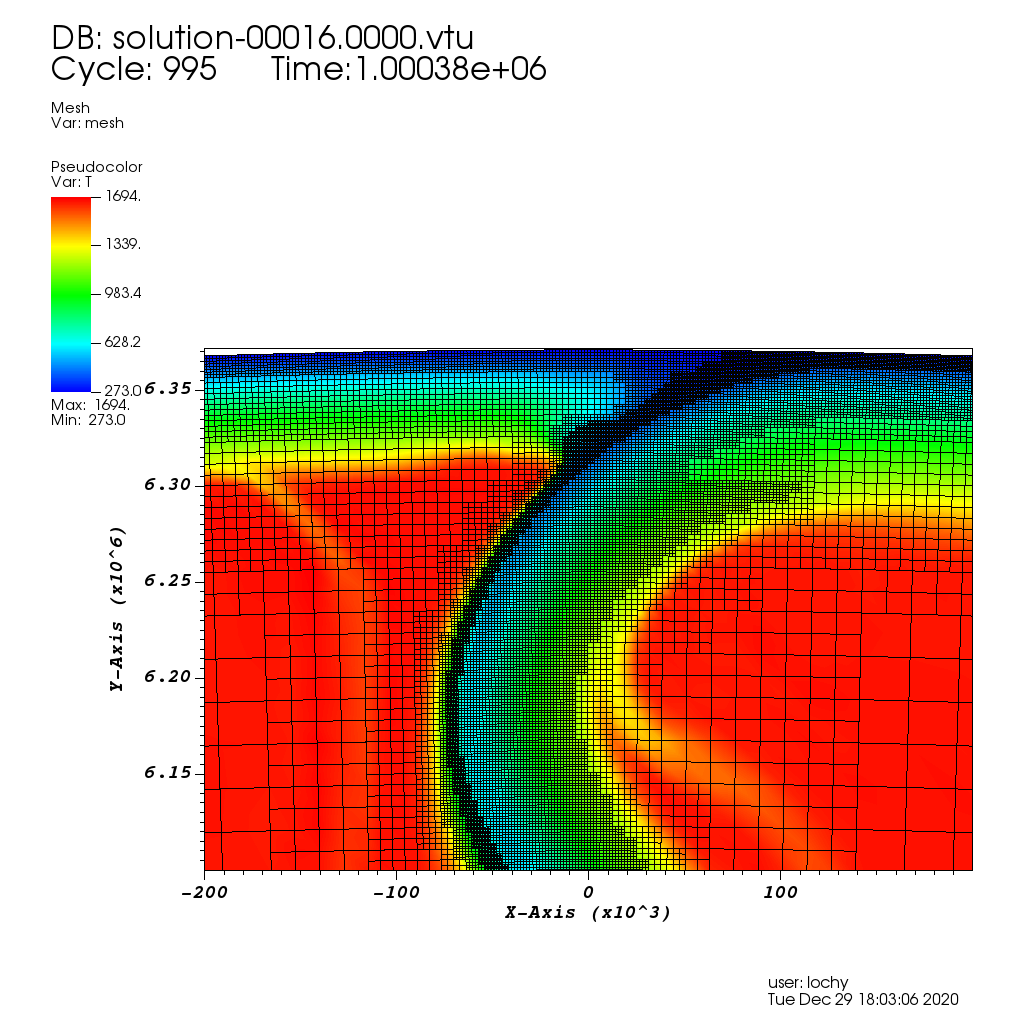 DB: solution-00016.0000.vtu
Cycle: 995 Time:1.00038e+06
Mesh
Var: mesh
Pseudocolor
Var: T
1694.
1339.
983.4
628.2
273.0
Max: 1694.
Min: 273.0
6.35
6.30
6.25
6.20
6.15
Y-Axis (x10^6)
-200
-100
0
100
X-Axis (x10^3)
user: lochy
Tue Dec 29 18:03:06 2020